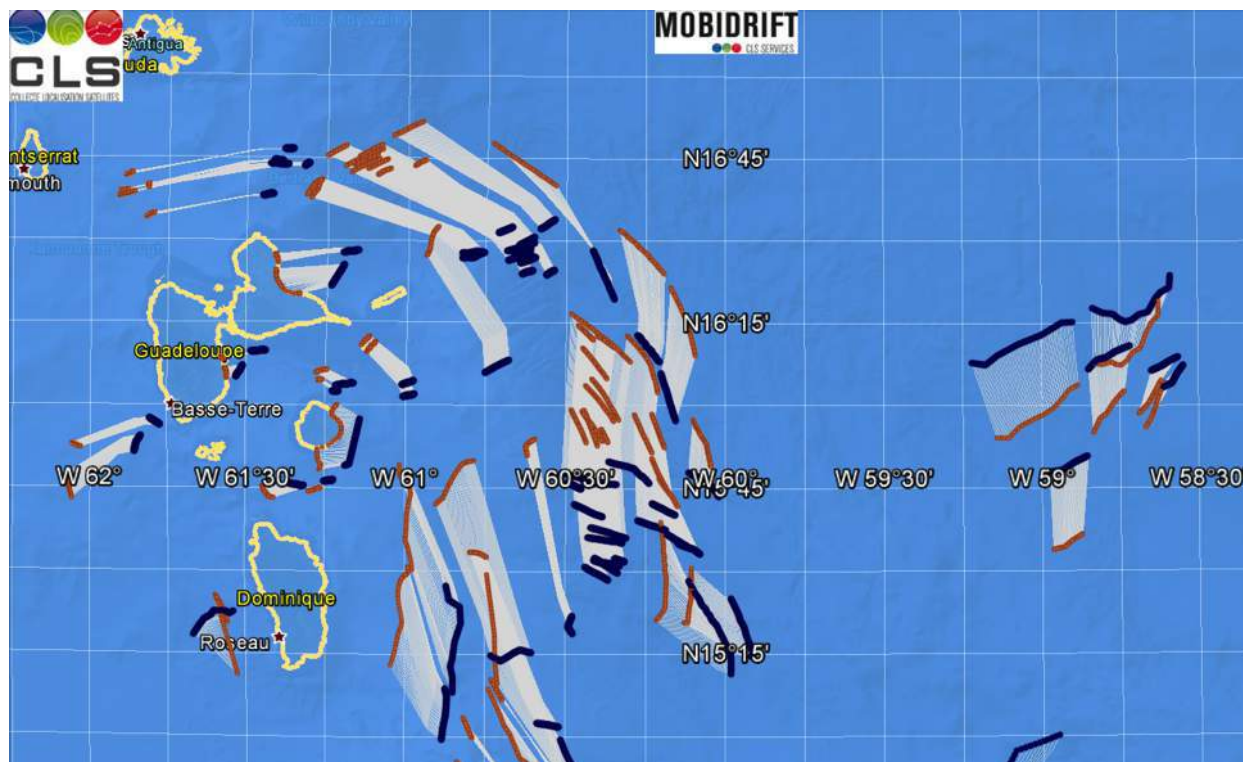 CLS
COLLECTE LOCALISATION SATELLITES
Antigua
uda
MOBIDRIFT
CLS SERVICES
ntserrat
mouth
N16°45'
N16°15'
Guadeloupe
Basse-Terre
W 62°
W 61°30'
W 61°
W 60°30'
W 60°
N15°45'
W 59°30'
W 59°
W 58°30
Dominique
Roseau
N15°15'